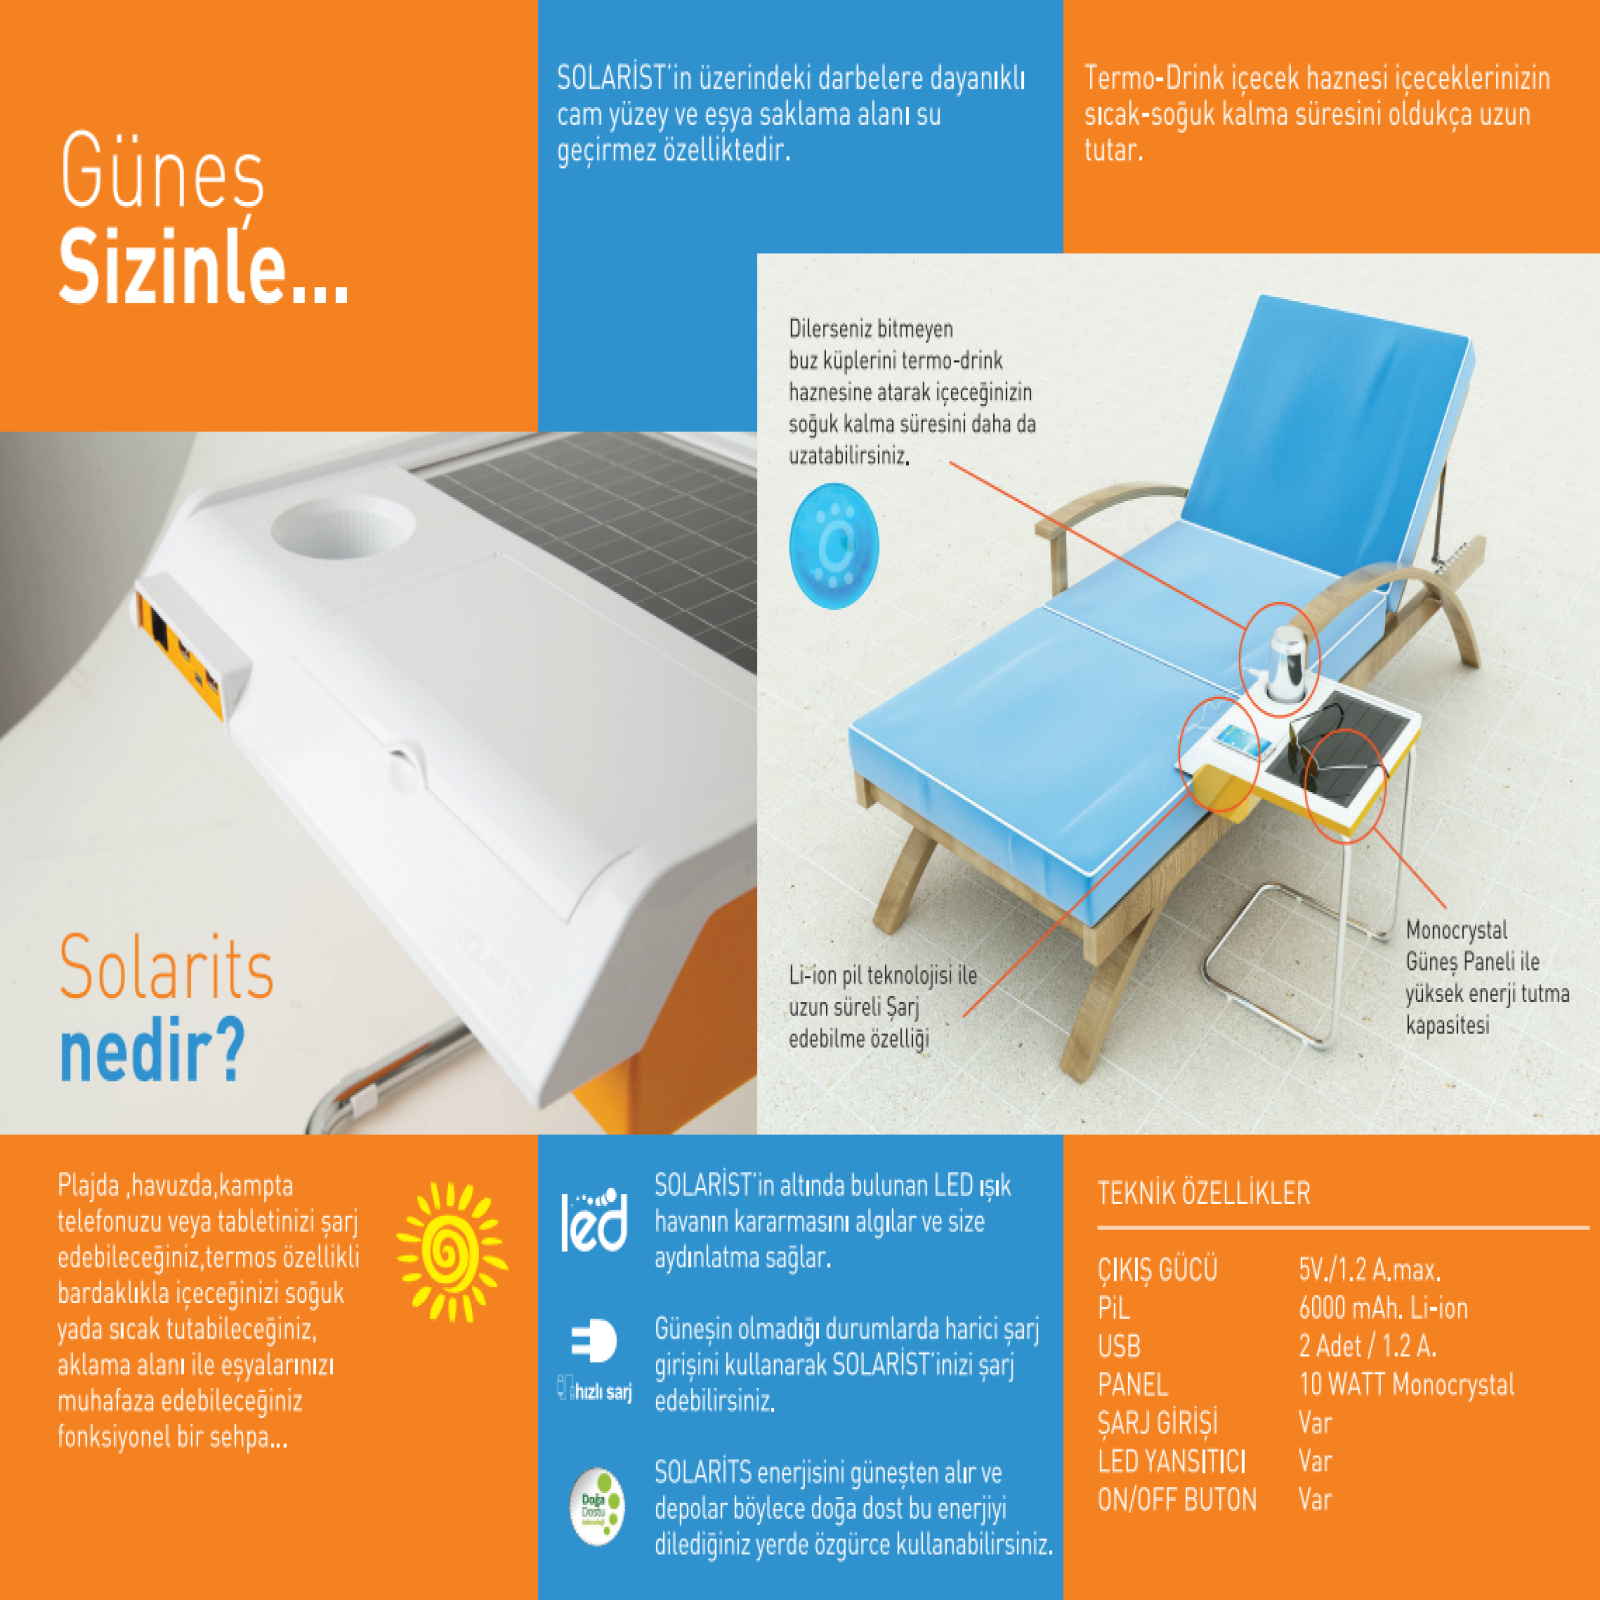 Güneş
Sizinle...
SOLARİST'in üzerindeki darbelere dayanıklı
cam yüzey ve eşya saklama alanı su
geçirmez özelliktedir.
Termo-Drink içecek haznesi içeceklerinizin
sıcak-soğuk kalma süresini oldukça uzun
tutar.
Dilerseniz bitmeyen
buz küplerini termo-drink
haznesine atarak içeceğinizin
soğuk kalma süresini daha da
uzatabilirsiniz.
SOLARITS
Solarits
nedir?
Li-ion pil teknolojisi ile
uzun süreli Şarj
edebilme özelliği
Monocrystal
Güneş Paneli ile
yüksek enerji tutma
kapasitesi
Plajda ,havuzda,kampta
telefonuzu veya tabletinizi şarj
edebileceğiniz,termos özellikli
bardaklıkla içeceğinizi soğuk
yada sıcak tutabileceğiniz,
aklama alanı ile eşyalarınızı
muhafaza edebileceğiniz
fonksiyonel bir sehpa...
led
SOLARİST''in altında bulunan LED ışık
havanın kararmasını algılar ve size
aydınlatma sağlar.
hızlı sarj
Güneşin olmadığı durumlarda harici şarj
girişini kullanarak SOLARİST'inizi şarj
edebilirsiniz.
Doğa
Dostu
SOLARİTS enerjisini güneşten alır ve
depolar böylece doğa dost bu enerjiyi
dilediğiniz yerde özgürce kullanabilirsiniz.
TEKNİK ÖZELLİKLER
ÇIKIŞ GÜCÜ 5V./1.2 A.max.
PiL 6000 mAh. Li-ion
USB 2 Adet / 1.2 A.
PANEL 10 WATT Monocrystal
ŞARJ GİRİŞİ Var
LED YANSITICI Var
ON/OFF BUTON Var